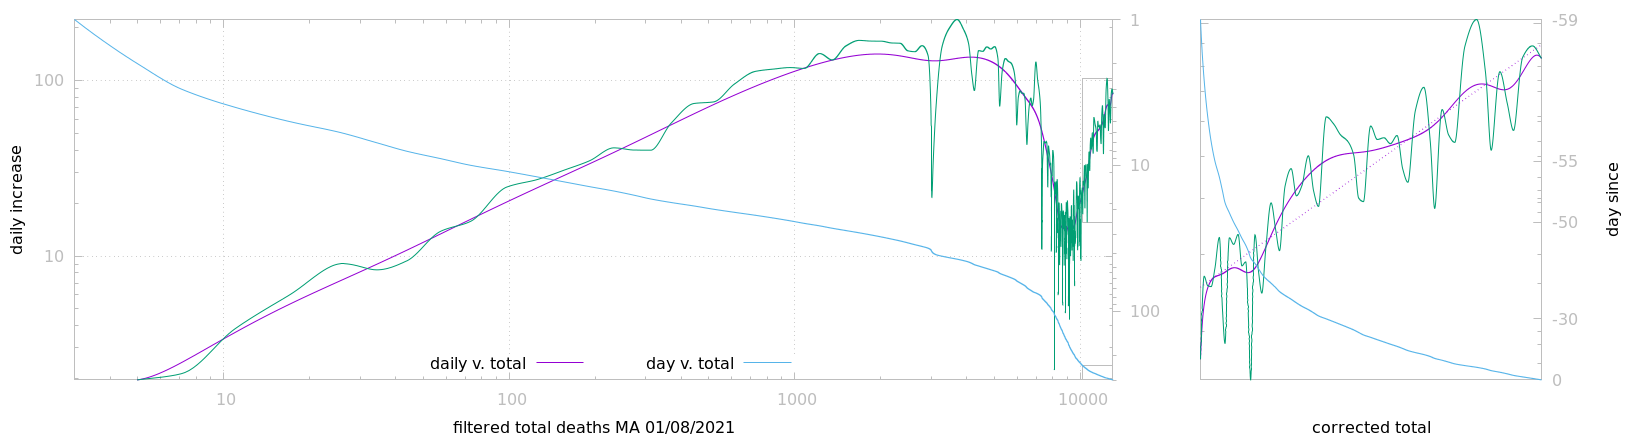 daily increase
100
10
10
100
1000
10000
1
10
100
daily v. total
day v. total
filtered total deaths MA 01/08/2021
-59
-55
-50
-30
0
day since
corrected total